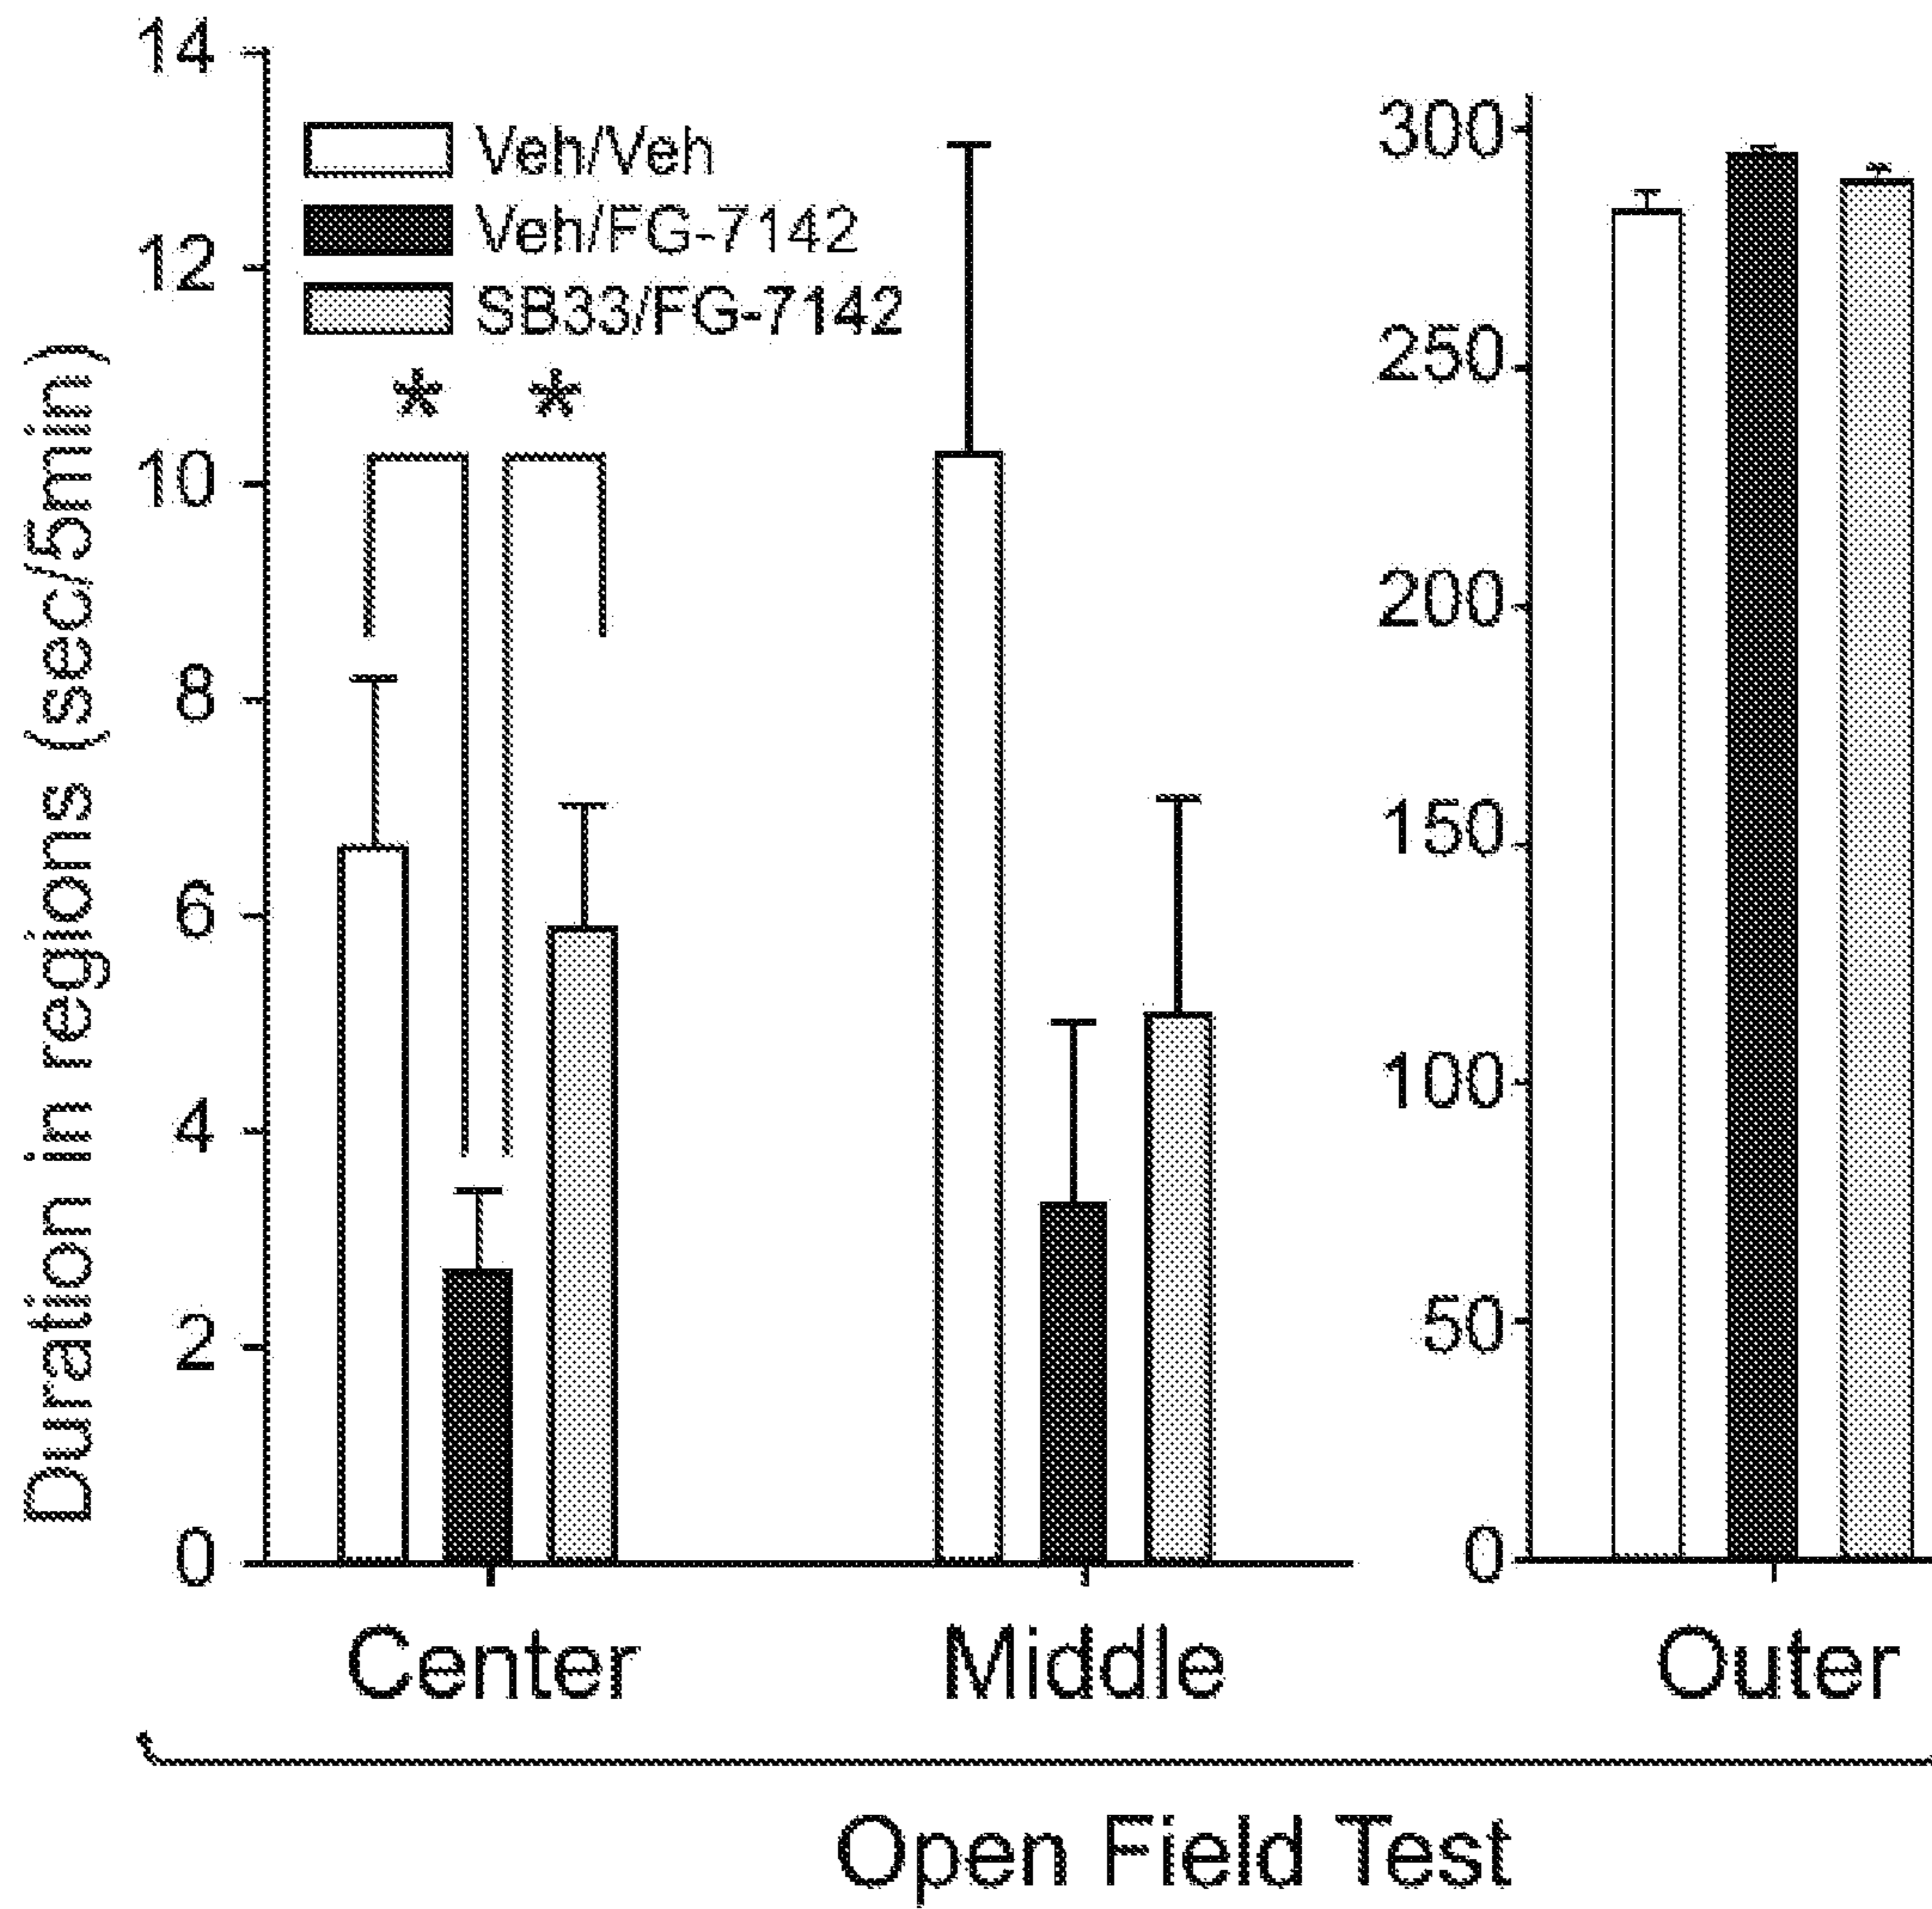 Duration in regions (sec/5min)
14
12
10
8
6
4
2
0
Veh/Veh
Veh/FG-7142
SB33/FG-7142
* *
300
250
200
150
100
50
0
Center Middle Outer
Open Field Test